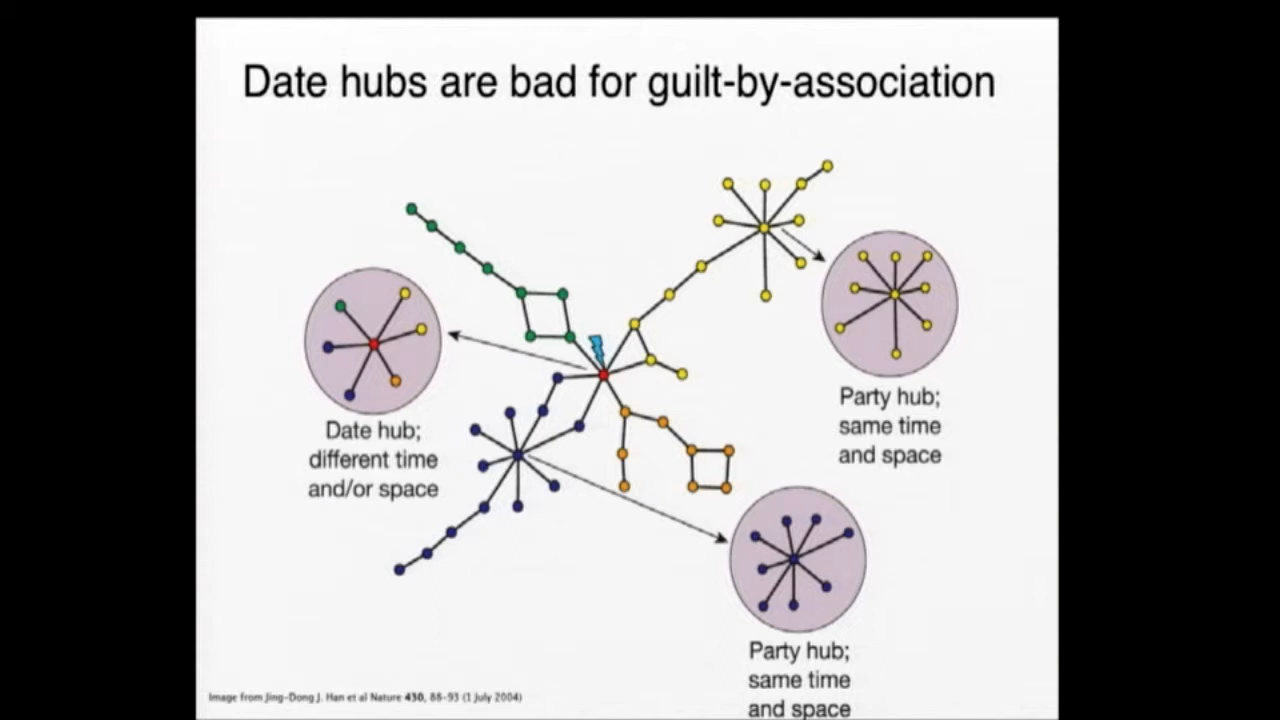 Date hubs are bad for guilt-by-association
Date hub;
different time
and/or space
Party hub;
same time
and space
Party hub;
same time
and space
Image from Jing-Dong J. Han et al Nature 430, 88-93 (1 July 2004)